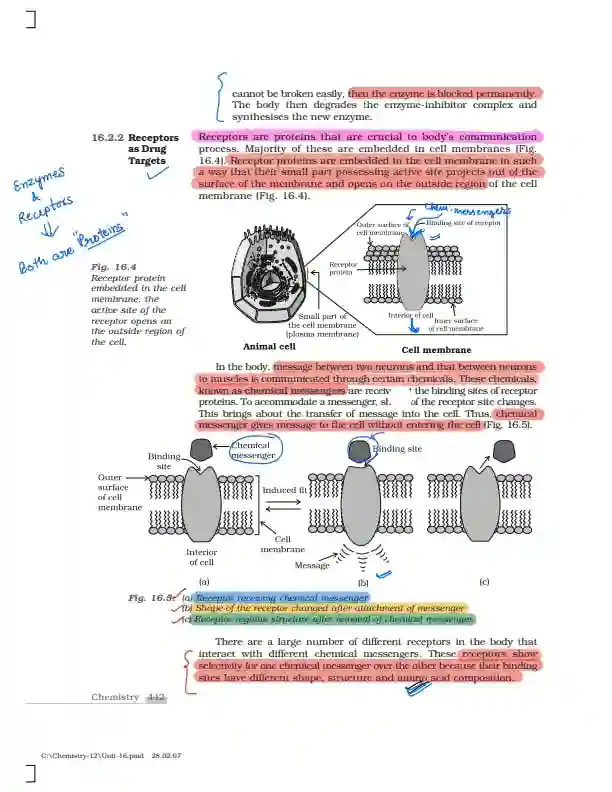 cannot be broken easily, then the enzyme is blocked permanently.
The body then degrades the enzyme-inhibitor complex and
synthesises the new enzyme.
16.2.2 Receptors
as Drug
Targets
Receptors are proteins that are crucial to body's communication
process. Majority of these are embedded in cell membranes (Fig.
16.4). Receptor proteins are embedded in the cell membrane in such
a way that their small part possessing active site projects out of the
surface of the membrane and opens on the outside region of the cell
membrane (Fig. 16.4).
Enzymes
&
Receptors
Both are "Proteins"
Chem. messengers
Outer surface of
cell membrane
Binding site of receptor
Receptor
protein
Interior of cell
Inner surface
of cell membrane
Small part of
the cell membrane
(plasma membrane)
Animal cell
Cell membrane
Fig. 16.4
Receptor protein
embedded in the cell
membrane, the
active site of the
receptor opens on
the outside region of
the cell.
In the body, message between two neurons and that between neurons
to muscles is communicated through certain chemicals. These chemicals,
known as chemical messengers are receiv the binding sites of receptor
proteins. To accommodate a messenger, sh of the receptor site changes.
This brings about the transfer of message into the cell. Thus, chemical
messenger gives message to the cell without entering the cell (Fig. 16.5).
Chemical
messenger
Binding
site
Outer
surface
of cell
membrane
Induced fit
Cell
membrane
Interior
of cell
Binding site
Message
(a)
(b)
(c)
Fig. 16.5: (a) Receptor receiving chemical messenger
(b) Shape of the receptor changed after attachment of messenger
(c) Receptor regains structure after removal of chemical messenger.
There are a large number of different receptors in the body that
interact with different chemical messengers. These receptors show
selectivity for one chemical messenger over the other because their binding
sites have different shape, structure and amino acid composition.
Chemistry 442
C:\Chemistry-12\Unit-16.pmd 28.02.07